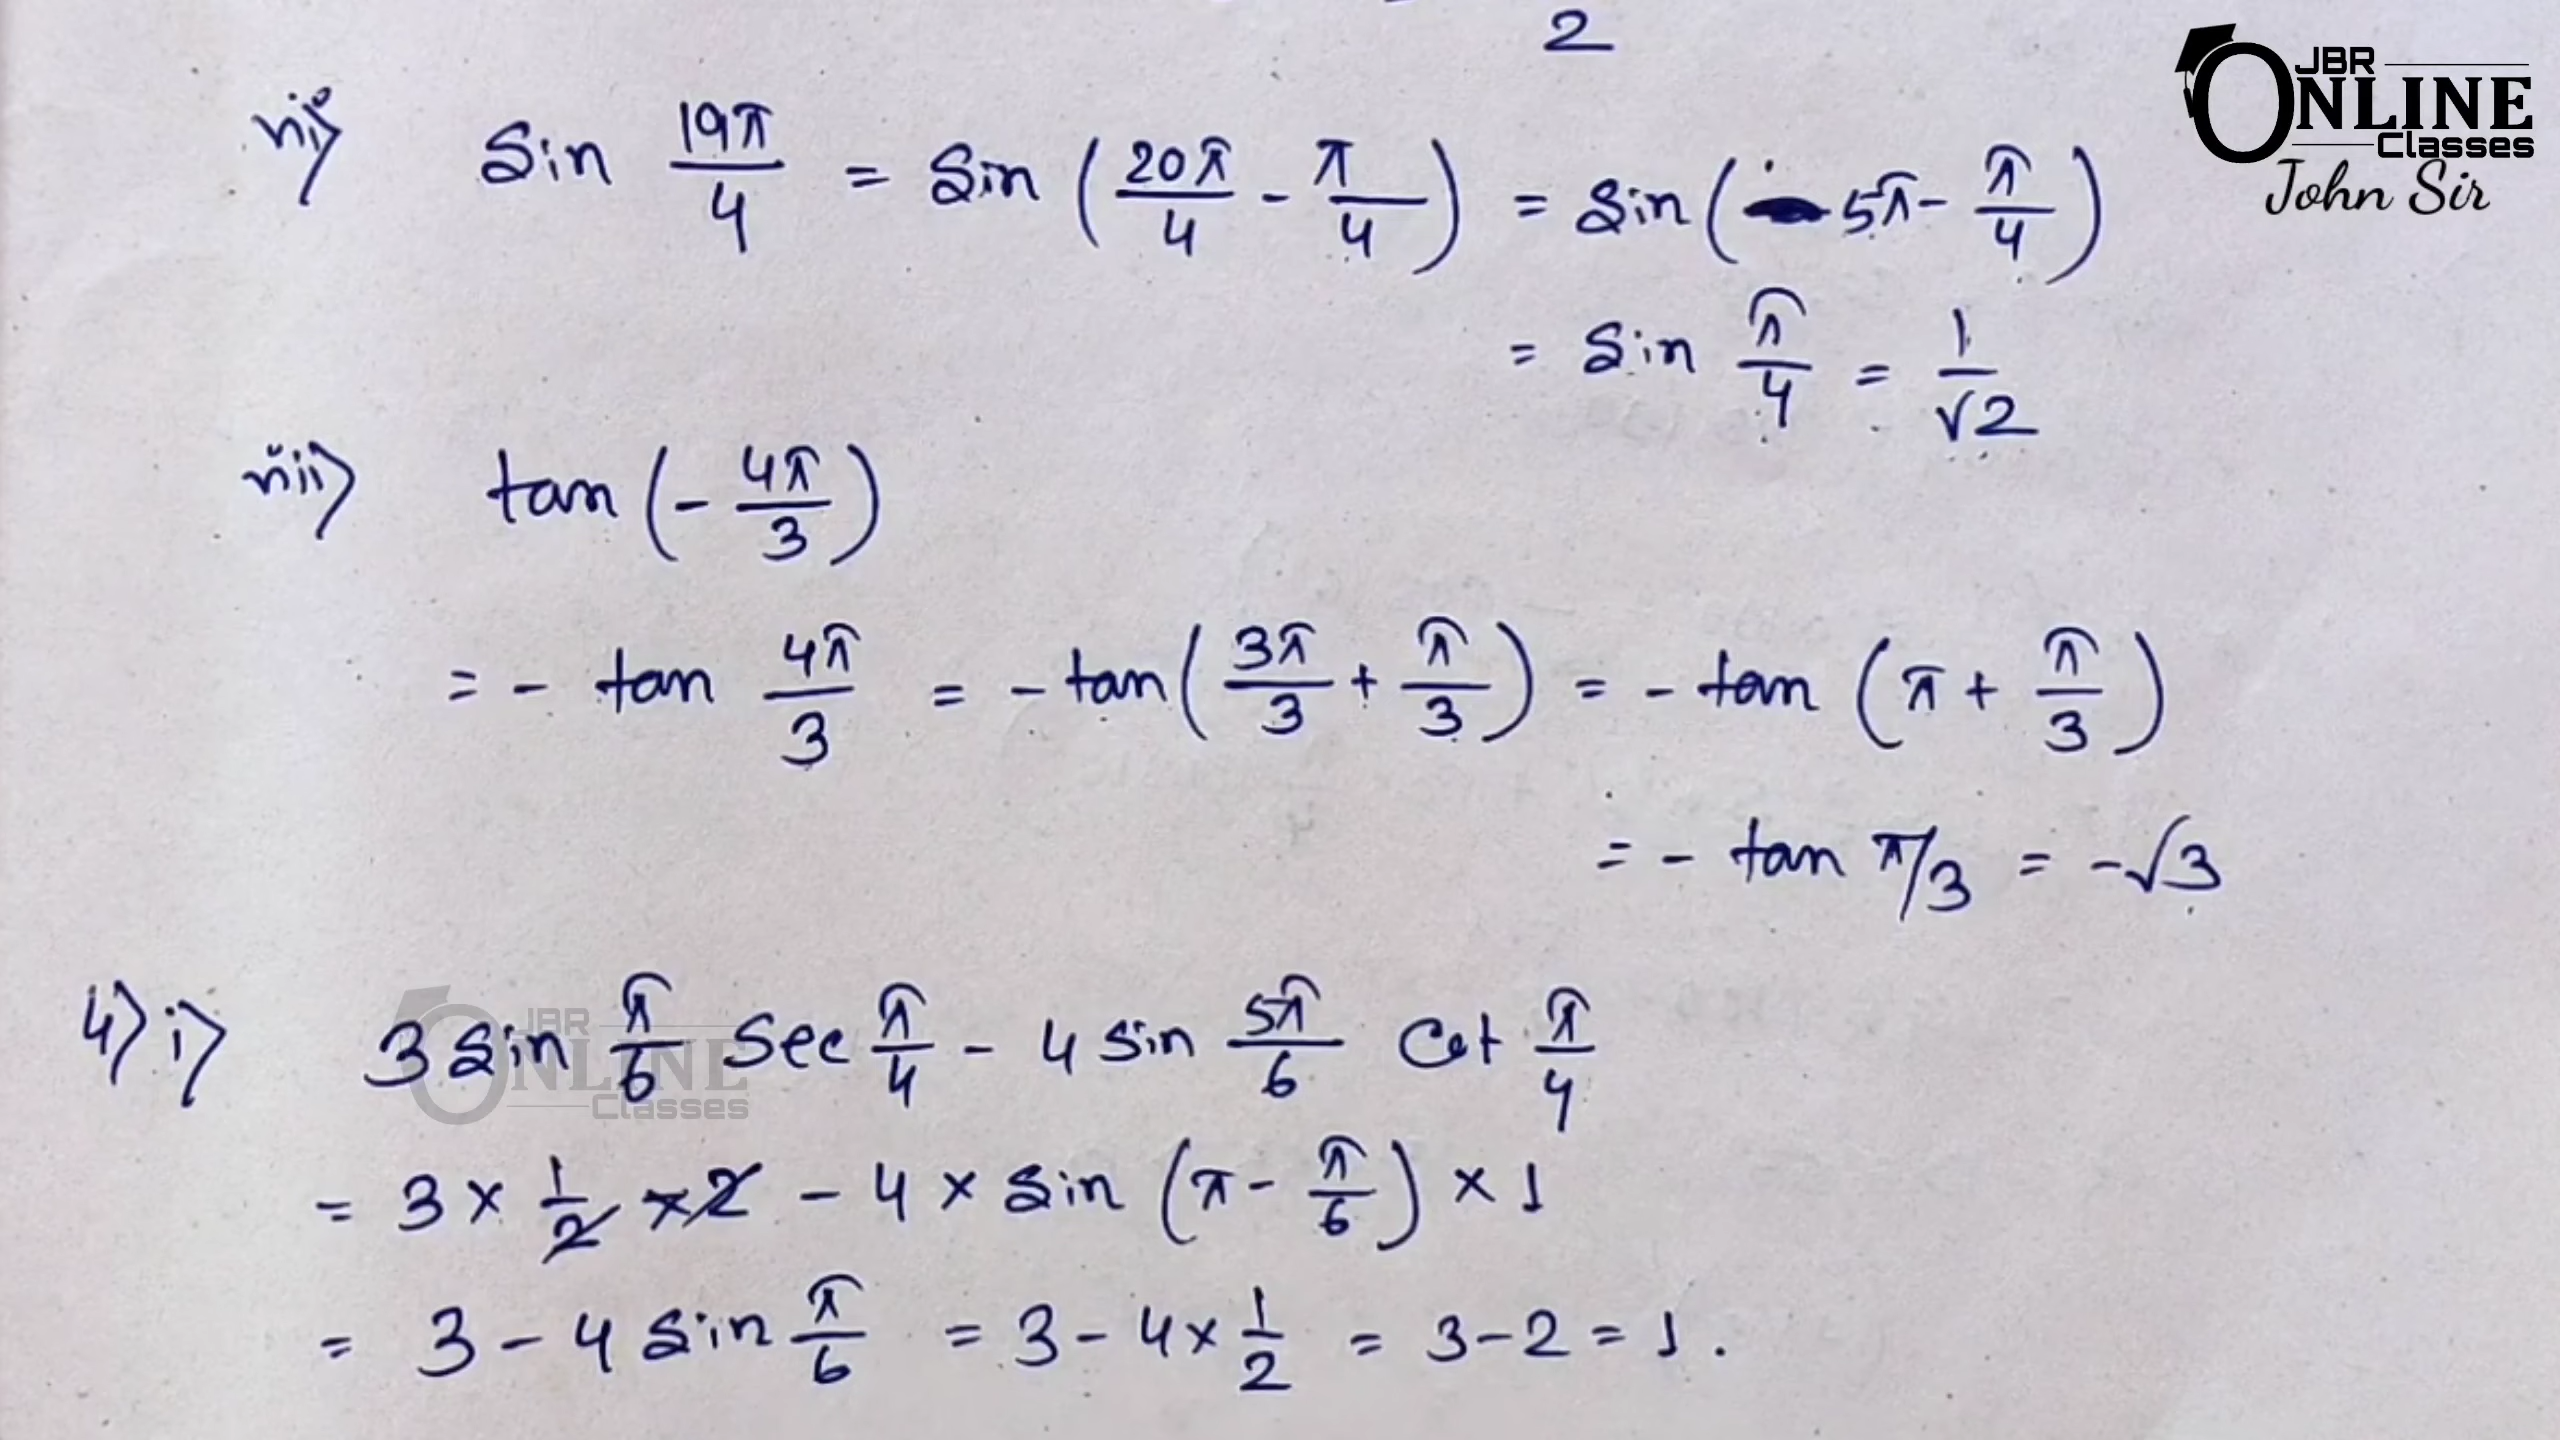 2
JBR
ONLINE
Classes
John Sir
vi) Sin 19π/4 = Sin (20π/4 - π/4) = Sin (5π - π/4)
= Sin π/4 = 1/√2
vii) tan (- 4π/3)
= - tan 4π/3 = - tan (3π/3 + π/3) = - tan (π + π/3)
= - tan π/3 = -√3
4) i) 3 Sin π/6 Sec π/4 - 4 Sin 5π/6 Cot π/4
JBR
ONLINE
Classes
= 3 × 1/2 × 2 - 4 × Sin (π - π/6) × 1
= 3 - 4 Sin π/6 = 3 - 4 × 1/2 = 3 - 2 = 1.